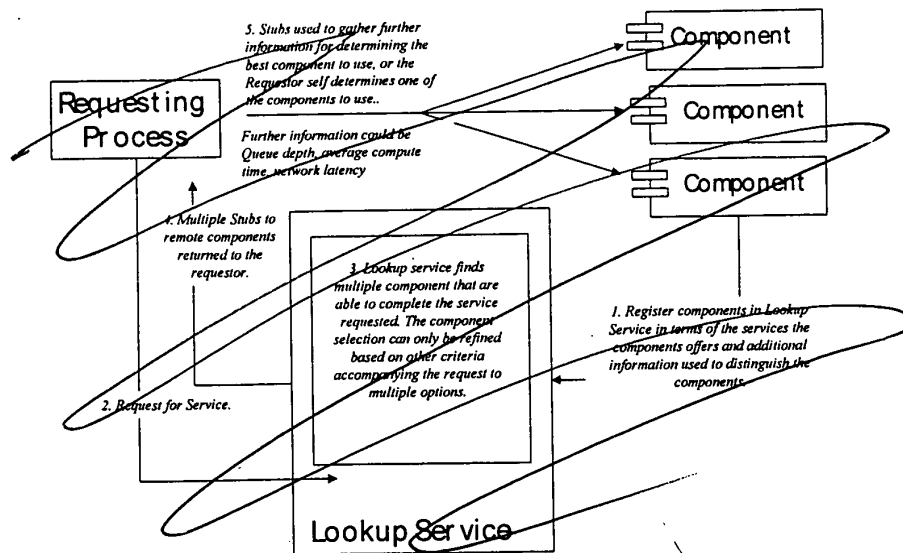 5. Stubs used to gather further
information for determining the
best component to use, or the
Requestor self determines one of
the components to use..
Further information could be
Queue depth, average compute
time, network latency
Requesting
Process
Component
Component
Component
4. Multiple Stubs to
remote components
returned to the
requestor.
3. Lookup service finds
multiple component that are
able to complete the service
requested. The component
selection can only be refined
based on other criteria
accompanying the request to
multiple options.
1. Register components in Lookup
Service in terms of the services the
components offers and additional
information used to distinguish the
components.
2. Request for Service.
Lookup Service